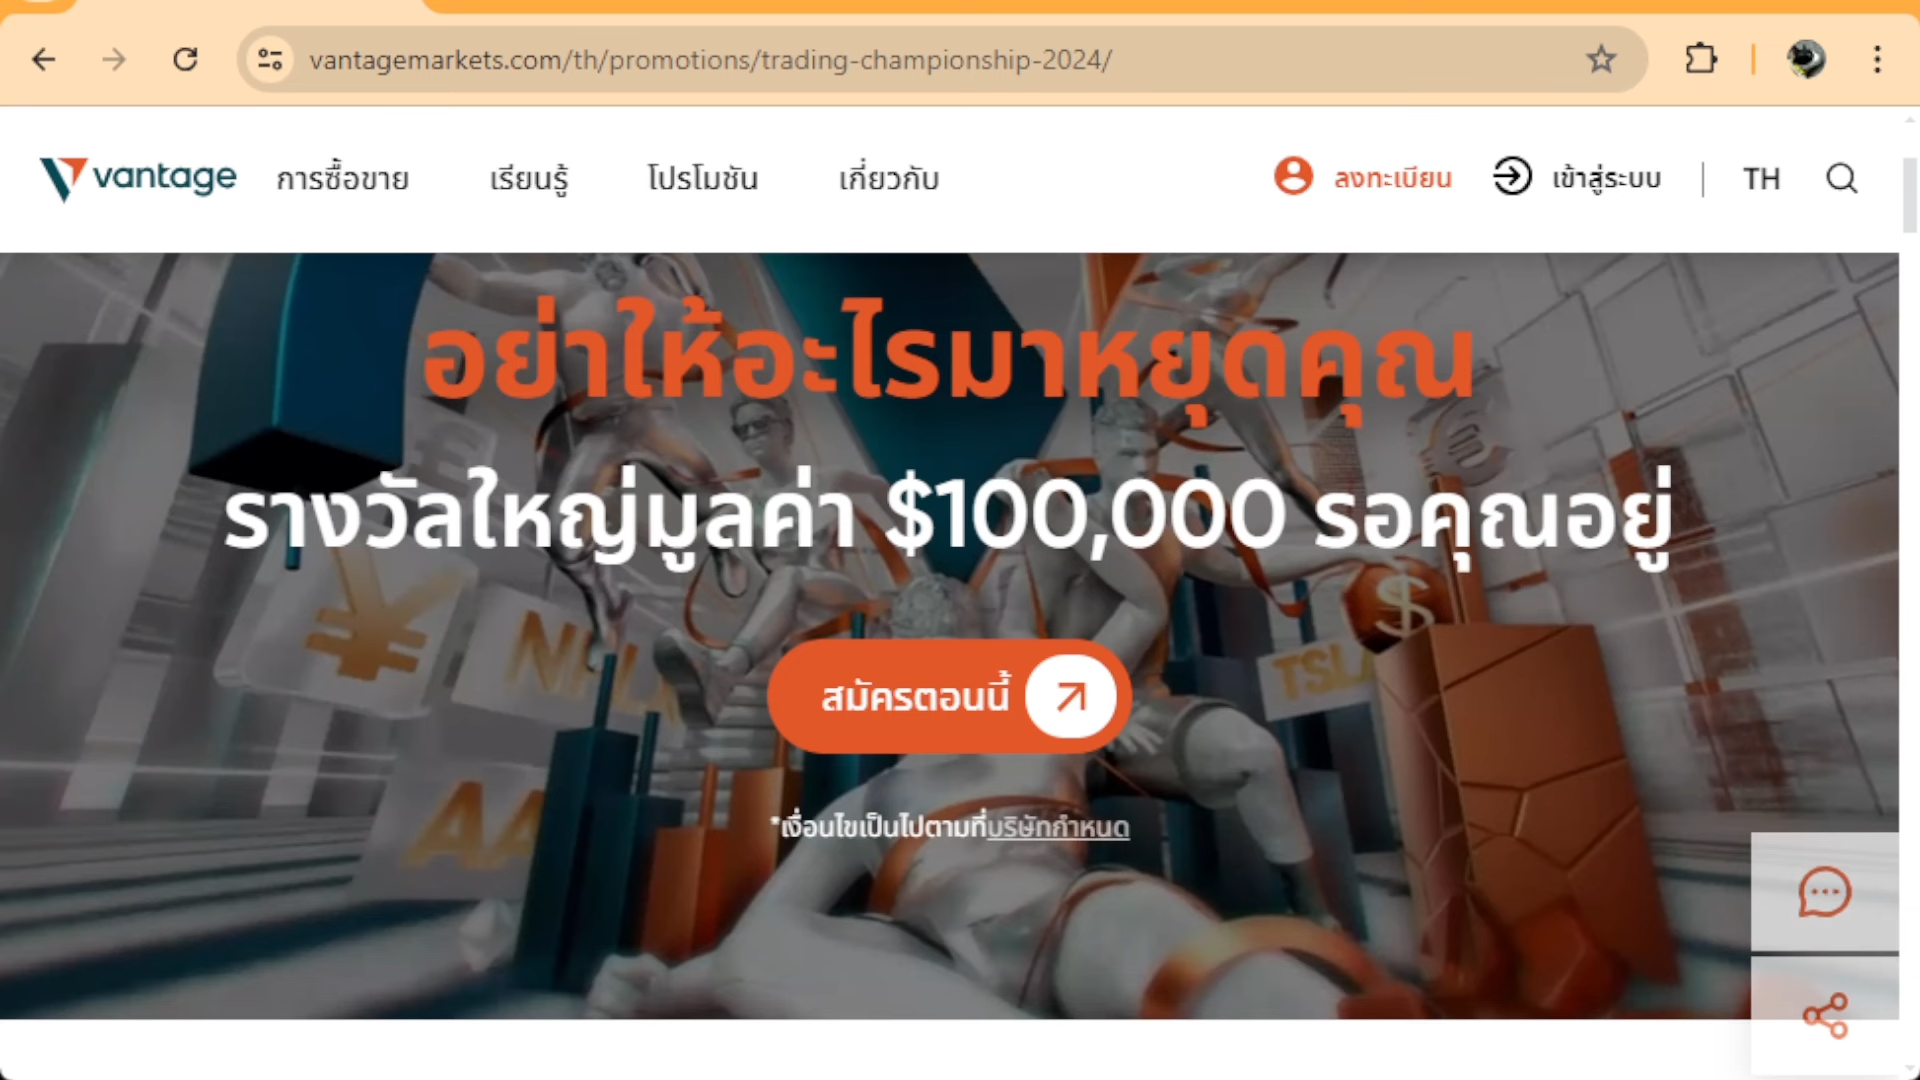 vantagemarkets.com/th/promotions/trading-championship-2024/
vantage การซื้อขาย เรียนรู้ โปรโมชัน เกี่ยวกับ ลงทะเบียน เข้าสู่ระบบ | TH
อย่าให้อะไรมาหยุดคุณ
รางวัลใหญ่มูลค่า $100,000 รอคุณอยู่
สมัครตอนนี้
*เงื่อนไขเป็นไปตามที่บริษัทกำหนด
TSLA